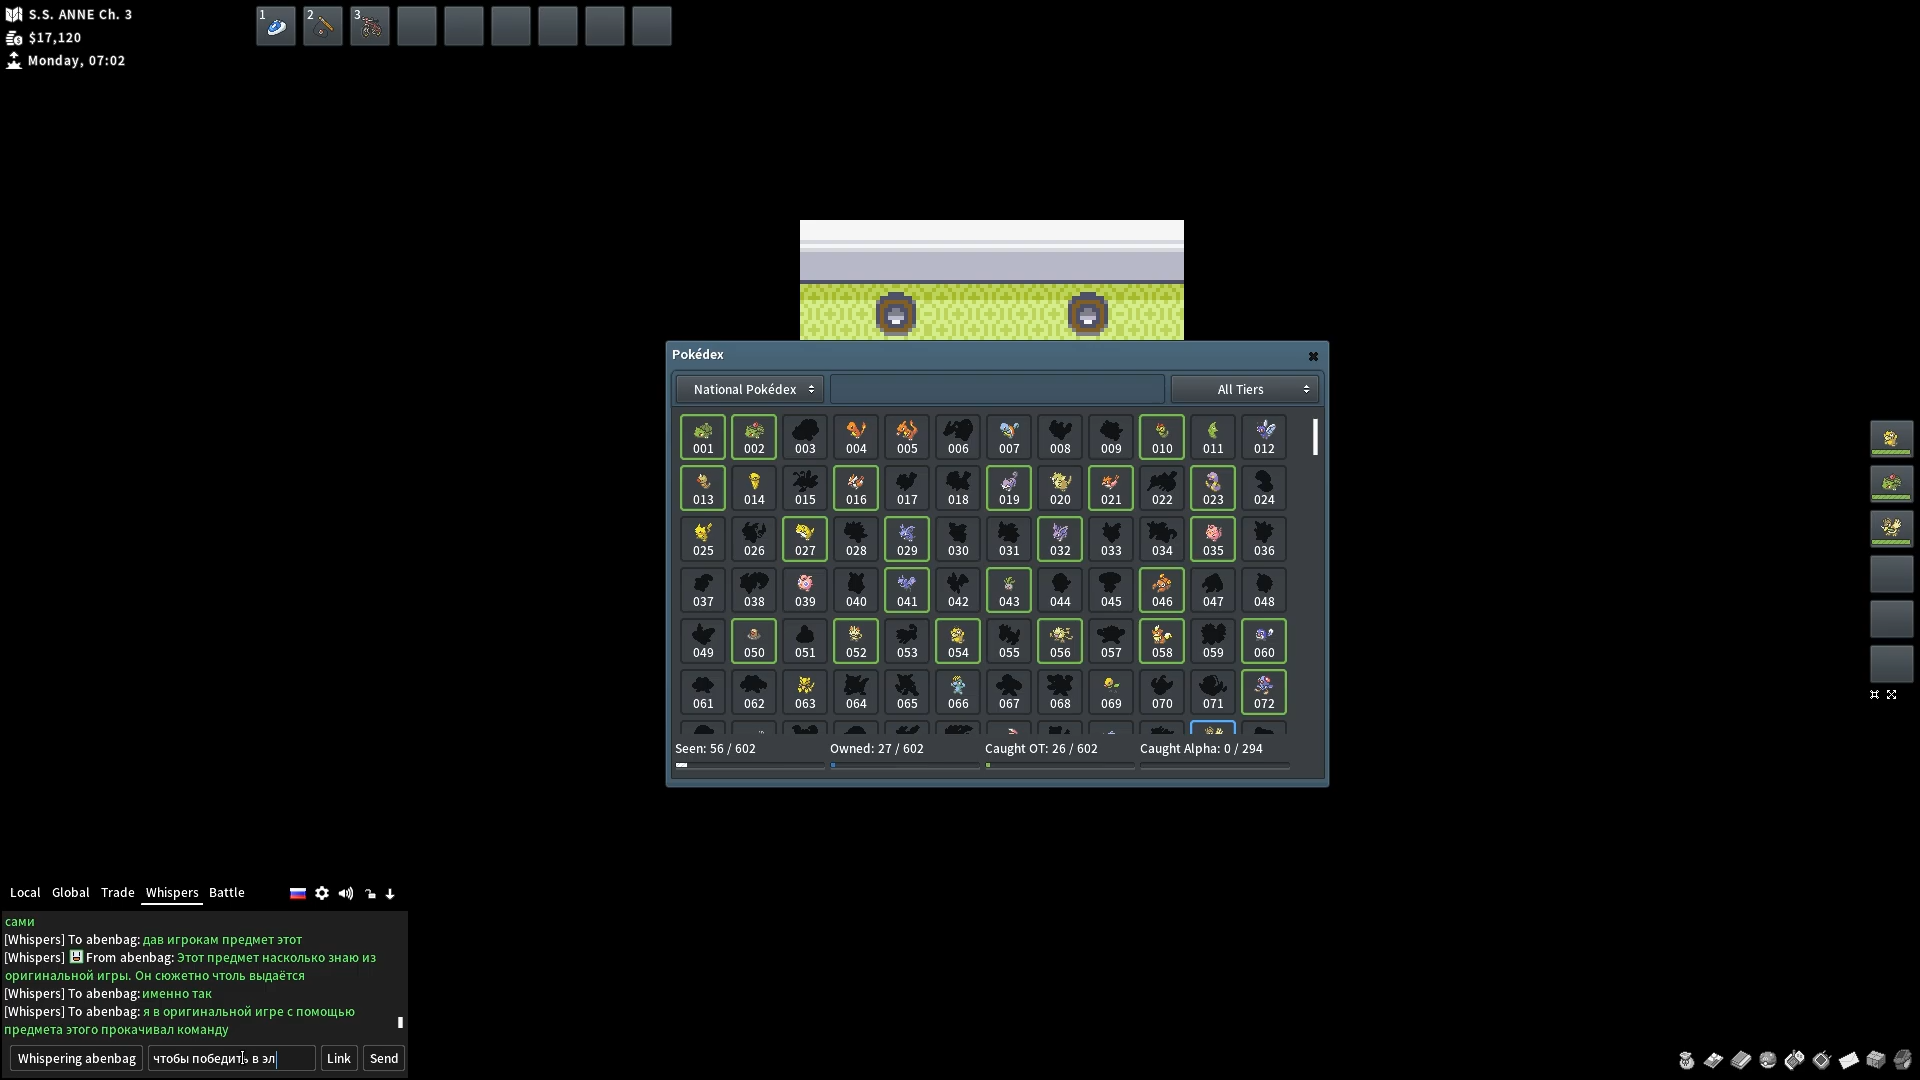 S.S. ANNE Ch. 3
$17,120
Monday, 07:02
1 2 3
Pokédex
National Pokédex All Tiers
001 002 003 004 005 006 007 008 009 010 011 012
013 014 015 016 017 018 019 020 021 022 023 024
025 026 027 028 029 030 031 032 033 034 035 036
037 038 039 040 041 042 043 044 045 046 047 048
049 050 051 052 053 054 055 056 057 058 059 060
061 062 063 064 065 066 067 068 069 070 071 072
Seen: 56 / 602 Owned: 27 / 602 Caught OT: 26 / 602 Caught Alpha: 0 / 294
Local Global Trade Whispers Battle
сами
[Whispers] To abenbag: дав игрокам предмет этот
[Whispers] From abenbag: Этот предмет насколько знаю из
оригинальной игры. Он сюжетно чтоль выдаётся
[Whispers] To abenbag: именно так
[Whispers] To abenbag: я в оригинальной игре с помощью
предмета этого прокачивал команду
Whispering abenbag чтобы победить в эл Link Send